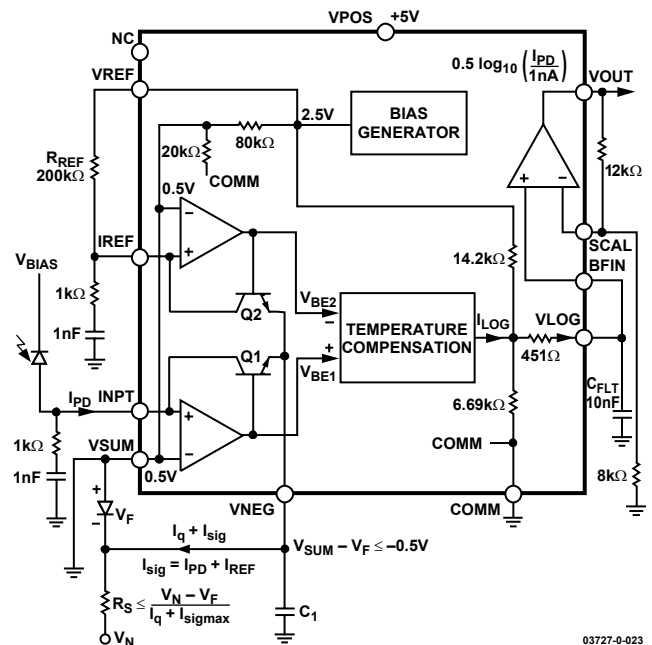 VPOS
+5V
NC
VREF
0.5 log10 (IPD/1nA)
VOUT
2.5V
BIAS
GENERATOR
80kΩ
20kΩ
COMM
RREF
200kΩ
12kΩ
0.5V
IREF
SCAL
BFIN
VBIAS
14.2kΩ
1kΩ
1nF
VBE2
Q2
TEMPERATURE
COMPENSATION
ILOG
VLOG
451Ω
Q1
VBE1
CFLT
10nF
IPD
INPT
6.69kΩ
1kΩ
1nF
VSUM
0.5V
COMM
8kΩ
VNEG
COMM
VF
Iq + Isig
VSUM – VF ≤ –0.5V
Isig = IPD + IREF
RS ≤ (VN – VF)/(Iq + Isigmax)
C1
VN
03727-0-023